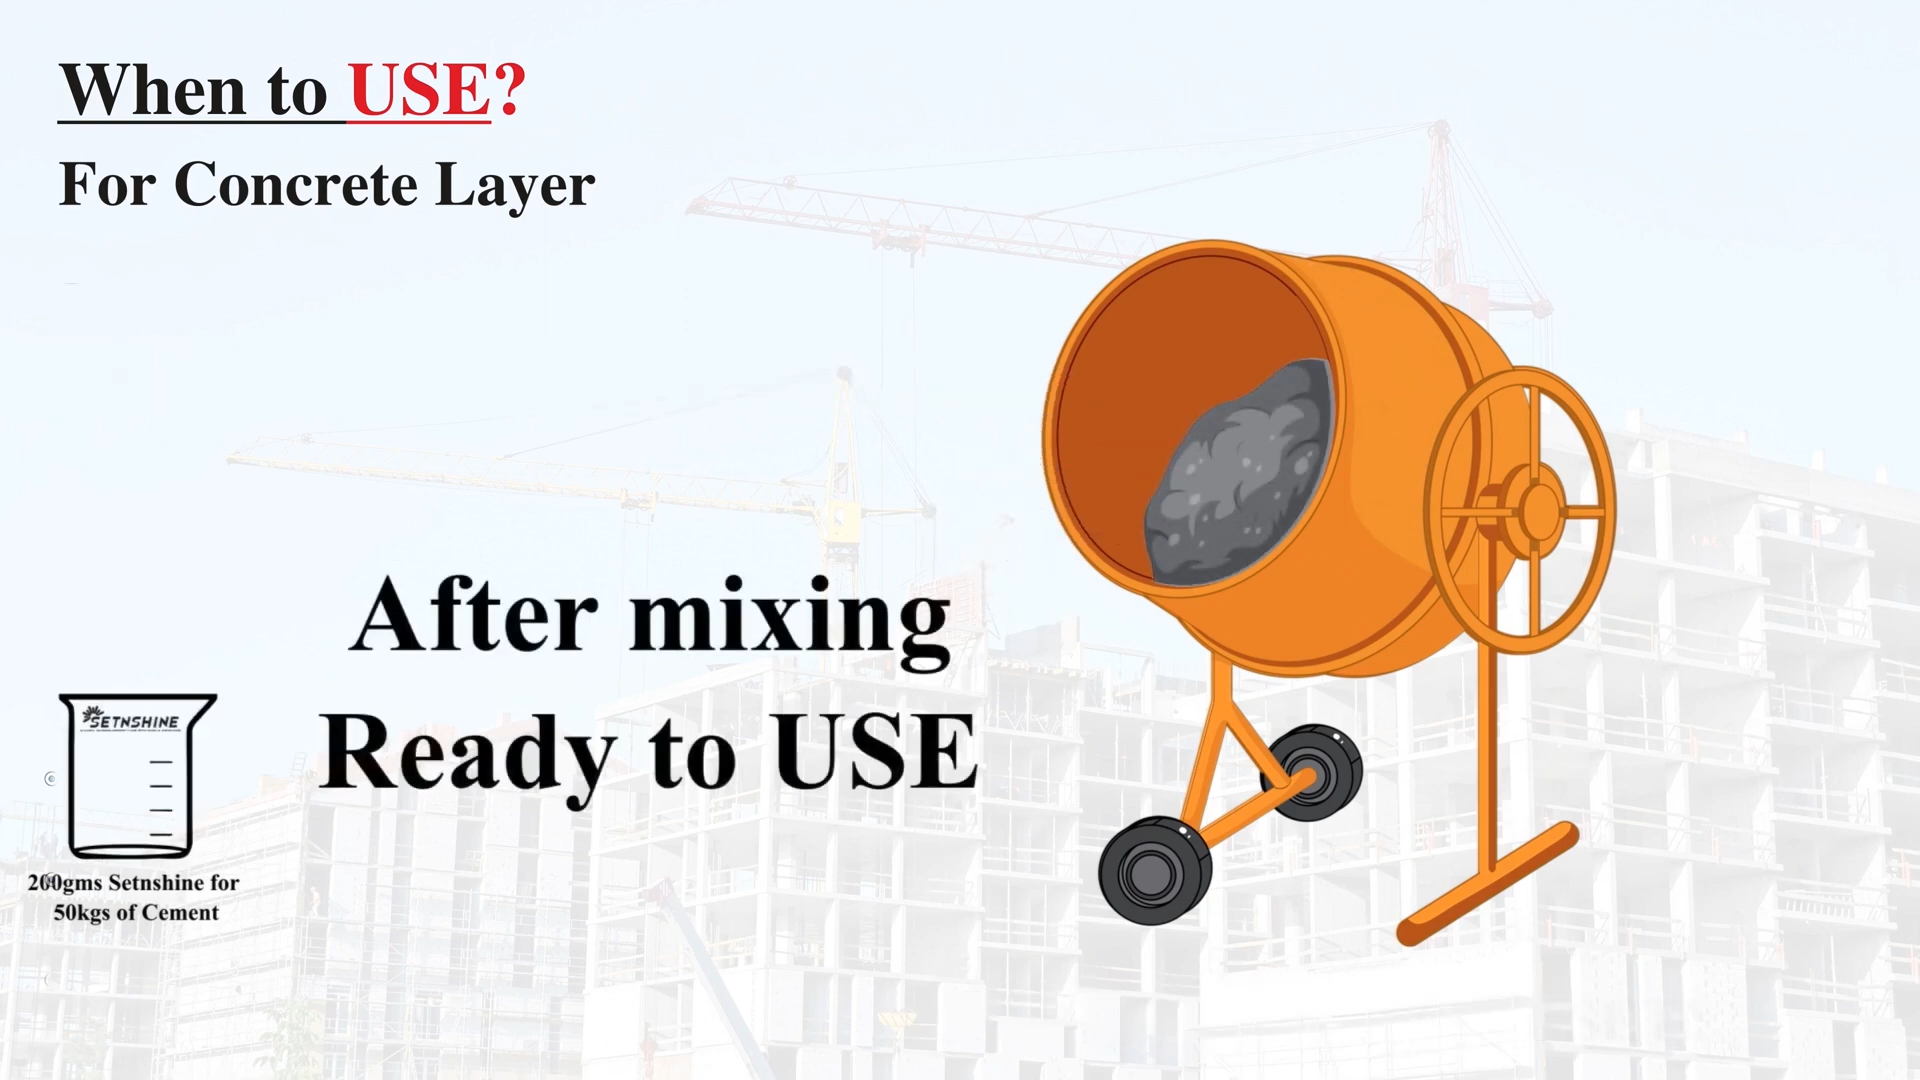 When to USE?
For Concrete Layer
After mixing
Ready to USE
SETNSHINE
200gms Setnshine for
50kgs of Cement